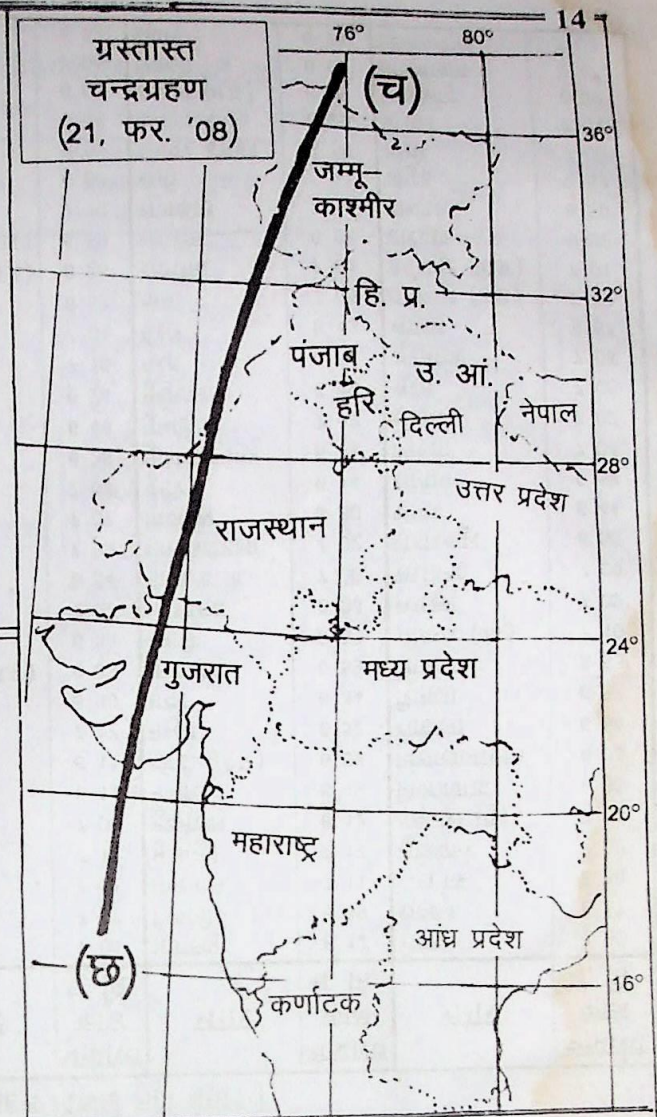 14
ग्रस्तास्त
चन्द्रग्रहण
(21, फर. '08)
76° 80°
(च)
36°
जम्मू–
काश्मीर
32°
हि. प्र.
पंजाब
उ. आं.
हरि.
दिल्ली
नेपाल
28°
उत्तर प्रदेश
राजस्थान
24°
गुजरात
मध्य प्रदेश
20°
महाराष्ट्र
आंध्र प्रदेश
(छ)
16°
कर्णाटक